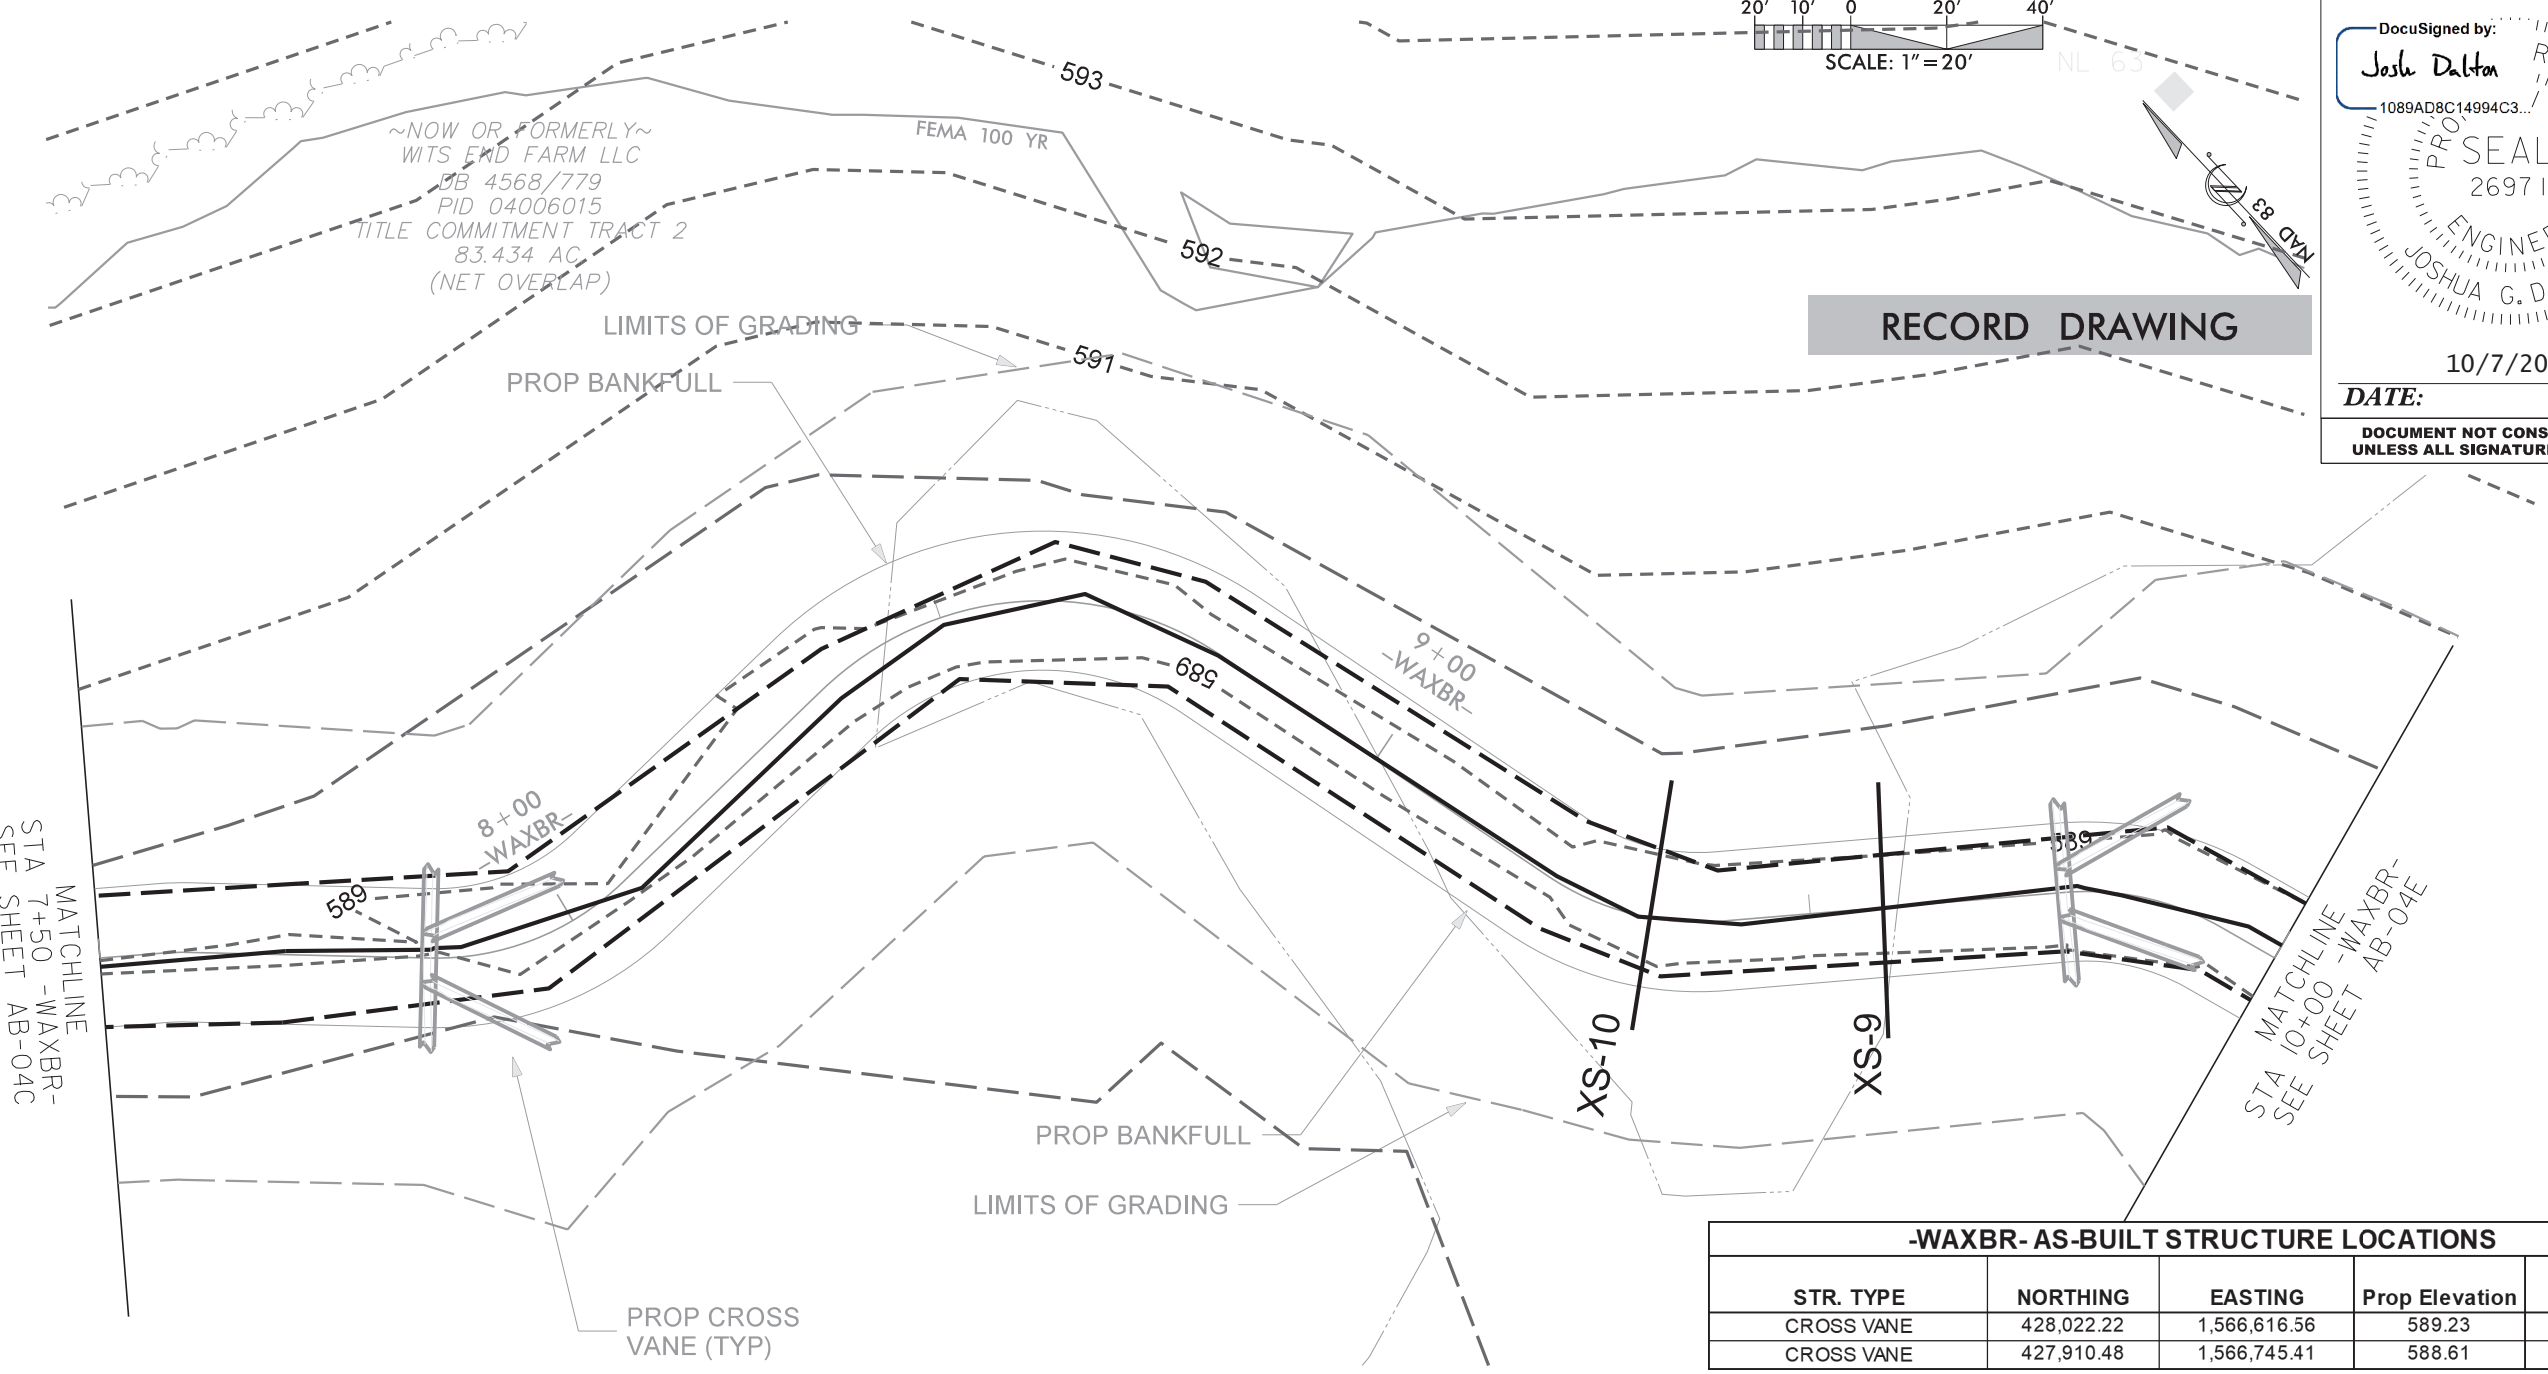 20' 10' 0 20' 40'
SCALE: 1"=20'
NL 63
NAD 83
DocuSigned by:
Josh Dalton
1089AD8C14994C3...
SEAL
26971
JOSHUA G. D
10/7/20
DATE:
DOCUMENT NOT CONS
UNLESS ALL SIGNATUR
RECORD DRAWING
593
FEMA 100 YR
~NOW OR FORMERLY~
WITS END FARM LLC
DB 4568/779
PID 04006015
TITLE COMMITMENT TRACT 2
83.434 AC
(NET OVERLAP)
592
LIMITS OF GRADING
591
PROP BANKFULL
589
9+00
-WAXBR-
8+00
-WAXBR-
589
589
MATCHLINE
STA 7+50 -WAXBR-
SEE SHEET AB-04C
MATCHLINE
STA 10+00 -WAXBR-
SEE SHEET AB-04E
XS-10
XS-9
PROP BANKFULL
LIMITS OF GRADING
PROP CROSS
VANE (TYP)
-WAXBR- AS-BUILT STRUCTURE LOCATIONS
STR. TYPE NORTHING EASTING Prop Elevation
CROSS VANE 428,022.22 1,566,616.56 589.23
CROSS VANE 427,910.48 1,566,745.41 588.61